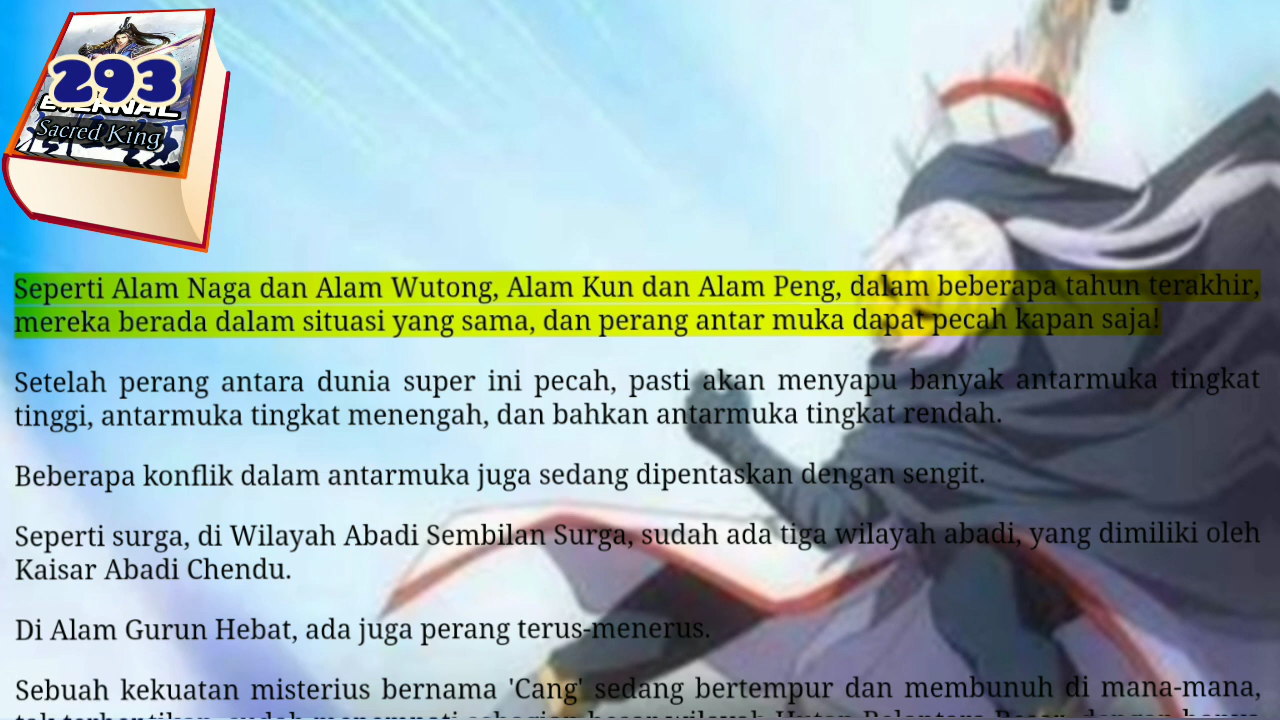 293
ETERNAL
Sacred King
Seperti Alam Naga dan Alam Wutong, Alam Kun dan Alam Peng, dalam beberapa tahun terakhir,
mereka berada dalam situasi yang sama, dan perang antar muka dapat pecah kapan saja!
Setelah perang antara dunia super ini pecah, pasti akan menyapu banyak antarmuka tingkat
tinggi, antarmuka tingkat menengah, dan bahkan antarmuka tingkat rendah.
Beberapa konflik dalam antarmuka juga sedang dipentaskan dengan sengit.
Seperti surga, di Wilayah Abadi Sembilan Surga, sudah ada tiga wilayah abadi, yang dimiliki oleh
Kaisar Abadi Chendu.
Di Alam Gurun Hebat, ada juga perang terus-menerus.
Sebuah kekuatan misterius bernama 'Cang' sedang bertempur dan membunuh di mana-mana,